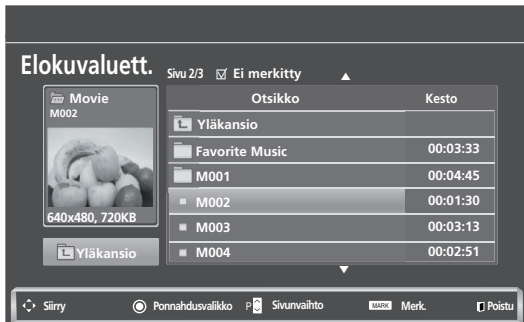 Elokuvaluett.
Sivu 2/3 Ei merkitty
Movie
M002
640x480, 720KB
Yläkansio
Otsikko Kesto
Yläkansio
Favorite Music 00:03:33
M001 00:04:45
M002 00:01:30
M003 00:03:13
M004 00:02:51
Siirry Ponnahdusvalikko P Sivunvaihto MARK Merk. Poistu